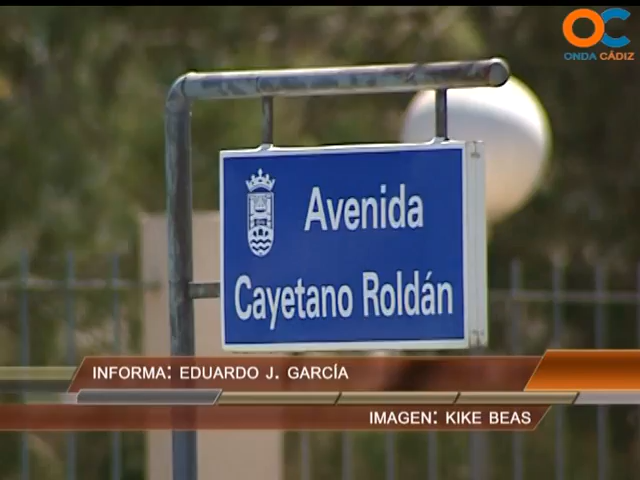 OC
ONDA CÁDIZ
Avenida
Cayetano Roldán
INFORMA: EDUARDO J. GARCÍA
IMAGEN: KIKE BEAS